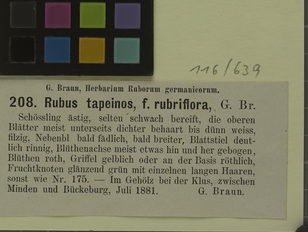 116/639
G. Braun, Herbarium Ruborum germanicorum.
208. Rubus tapeinos, f. rubriflora, G. Br.
Schössling ästig, selten schwach bereift, die oberen
Blätter meist unterseits dichter behaart bis dünn weiss,
filzig, Nebenbl bald fädlich, bald breiter, Blattstiel deut-
lich rinnig, Blüthenachse meist etwas hin und her gebogen,
Blüthen roth, Griffel gelblich oder an der Basis röthlich,
Fruchtknoten glänzend grün mit einzelnen langen Haaren,
sonst wie Nr. 175. — Im Gehölz bei der Klus, zwischen
Minden und Bückeburg, Juli 1881. G. Braun.